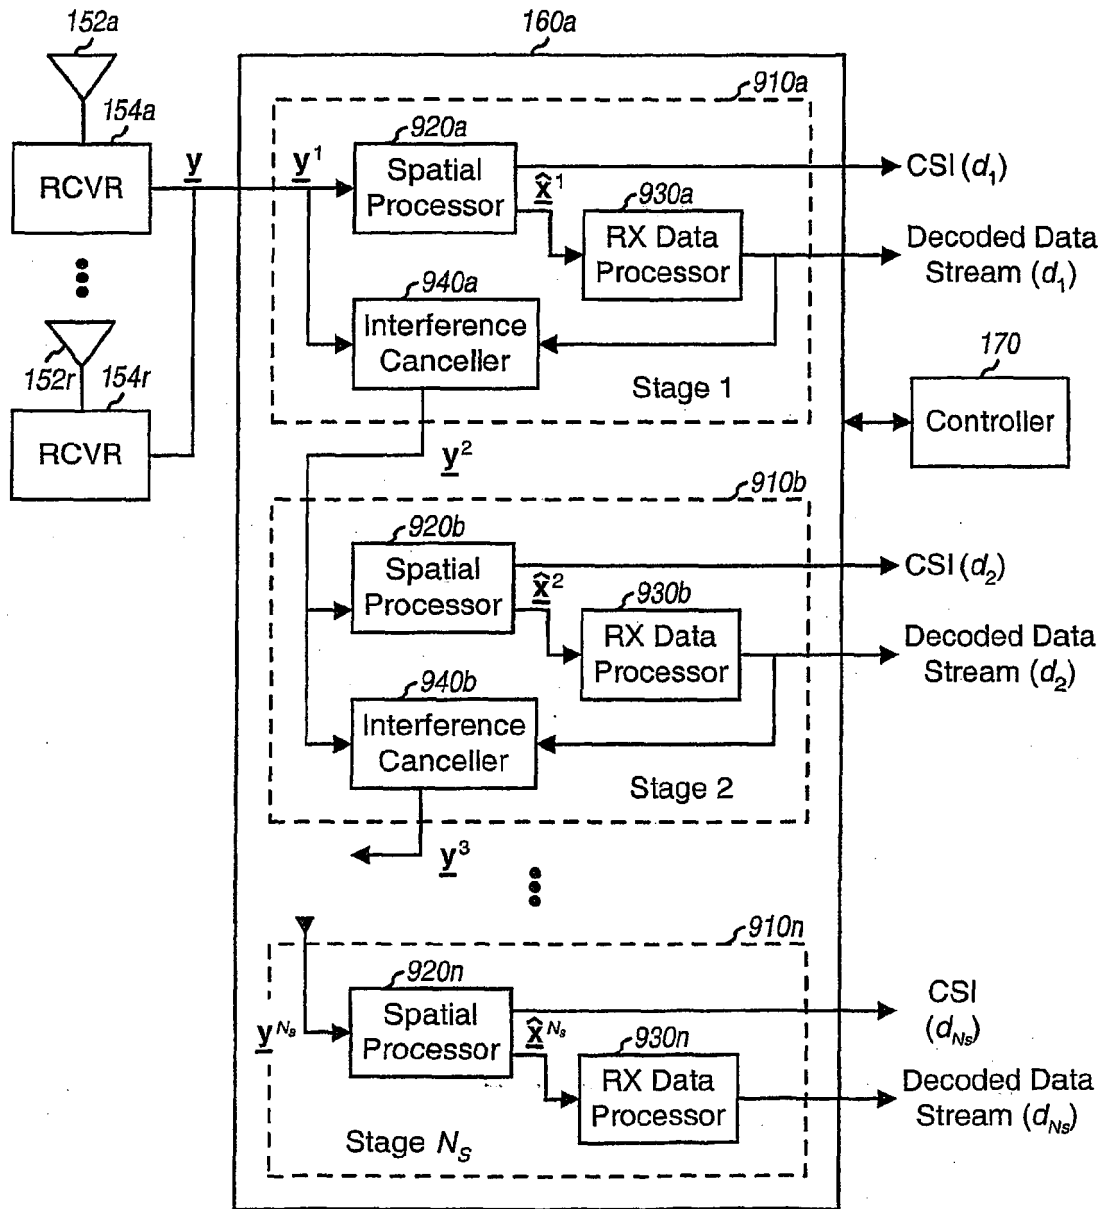 152a
160a
154a
RCVR
y
910a
y¹
920a
Spatial
Processor
CSI (d₁)
x̂¹
930a
RX Data
Processor
Decoded Data
Stream (d₁)
940a
Interference
Canceller
Stage 1
152r
154r
RCVR
170
Controller
y²
910b
920b
Spatial
Processor
CSI (d₂)
x̂²
930b
RX Data
Processor
Decoded Data
Stream (d₂)
940b
Interference
Canceller
Stage 2
y³
910n
920n
Spatial
Processor
CSI
(d_Ns)
y^Ns
x̂^Ns
930n
RX Data
Processor
Decoded Data
Stream (d_Ns)
Stage N_S